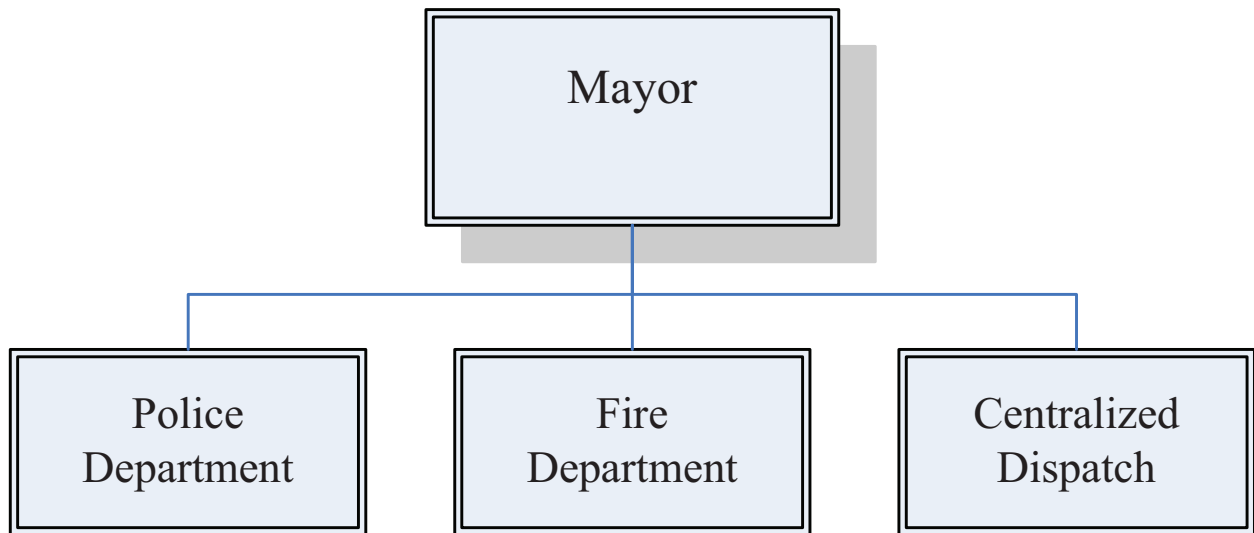 Mayor
Police
Department
Fire
Department
Centralized
Dispatch